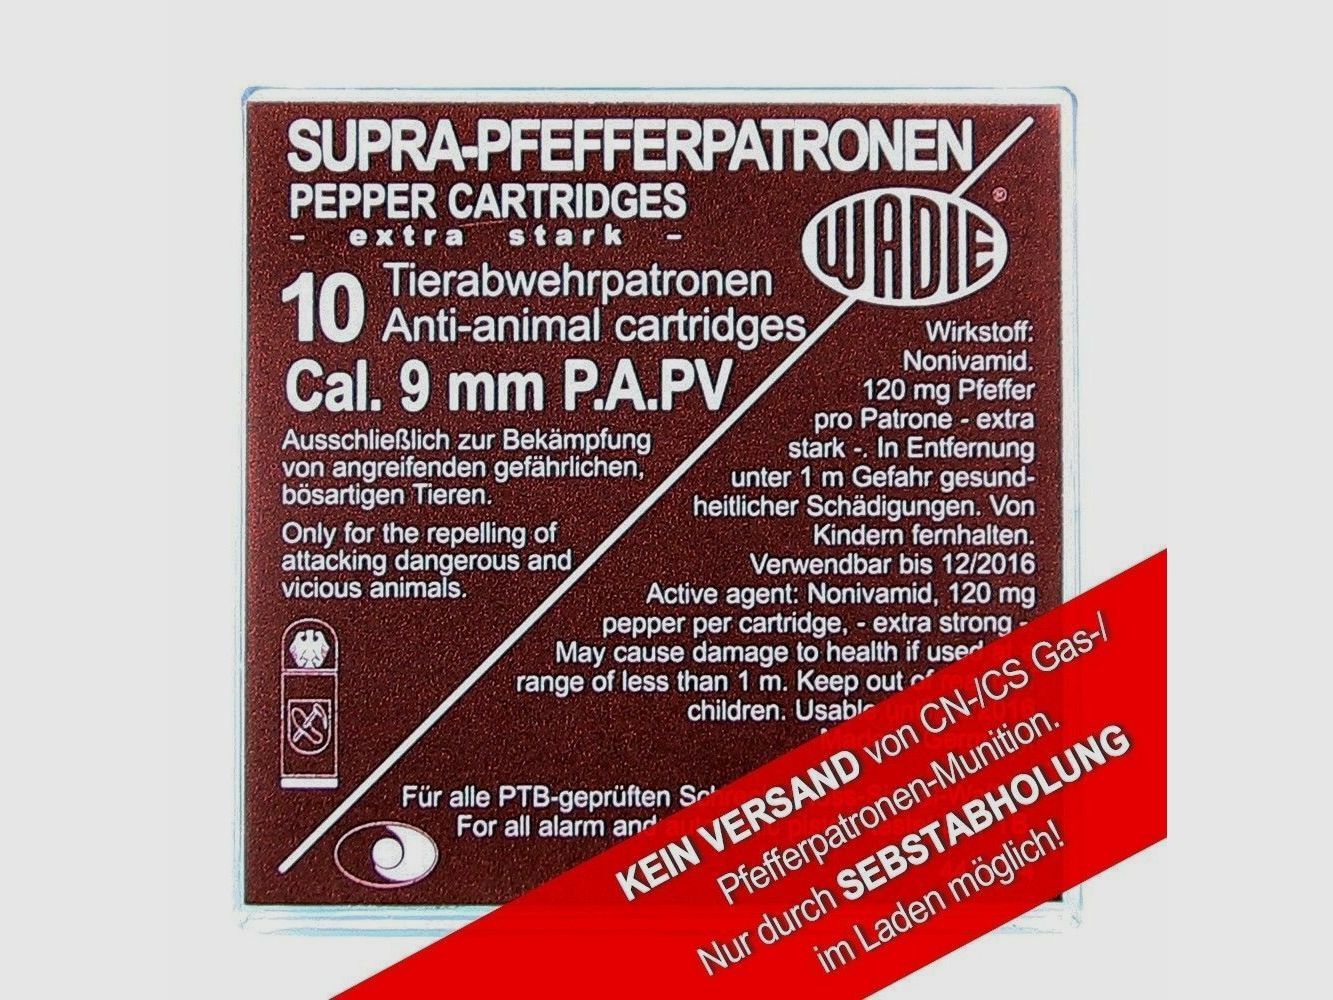 SUPRA-PFEFFERPATRONEN
PEPPER CARTRIDGES
- extra stark -
WADIE ®
10 Tierabwehrpatronen
Anti-animal cartridges
Cal. 9 mm P.A.PV
Ausschließlich zur Bekämpfung
von angreifenden gefährlichen,
bösartigen Tieren.
Only for the repelling of
attacking dangerous and
vicious animals.
Wirkstoff:
Nonivamid.
120 mg Pfeffer
pro Patrone - extra
stark -. In Entfernung
unter 1 m Gefahr gesund-
heitlicher Schädigungen. Von
Kindern fernhalten.
Verwendbar bis 12/2016
Active agent: Nonivamid, 120 mg
pepper per cartridge, - extra strong -
May cause damage to health if used
range of less than 1 m. Keep out of
children. Usable
Für alle PTB-geprüften
For all alarm and
KEIN VERSAND von CN-/CS Gas-/
Pfefferpatronen-Munition.
Nur durch SEBSTABHOLUNG
im Laden möglich!